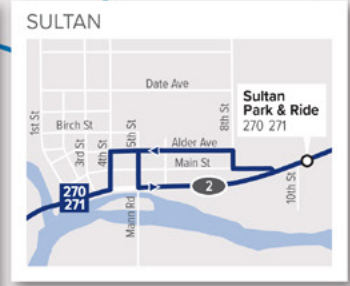 SULTAN
Date Ave
Sultan
Park & Ride
270 271
1st St
Birch St
3rd St
4th St
5th St
8th St
Alder Ave
Main St
2
10th St
270
271
Mann Rd